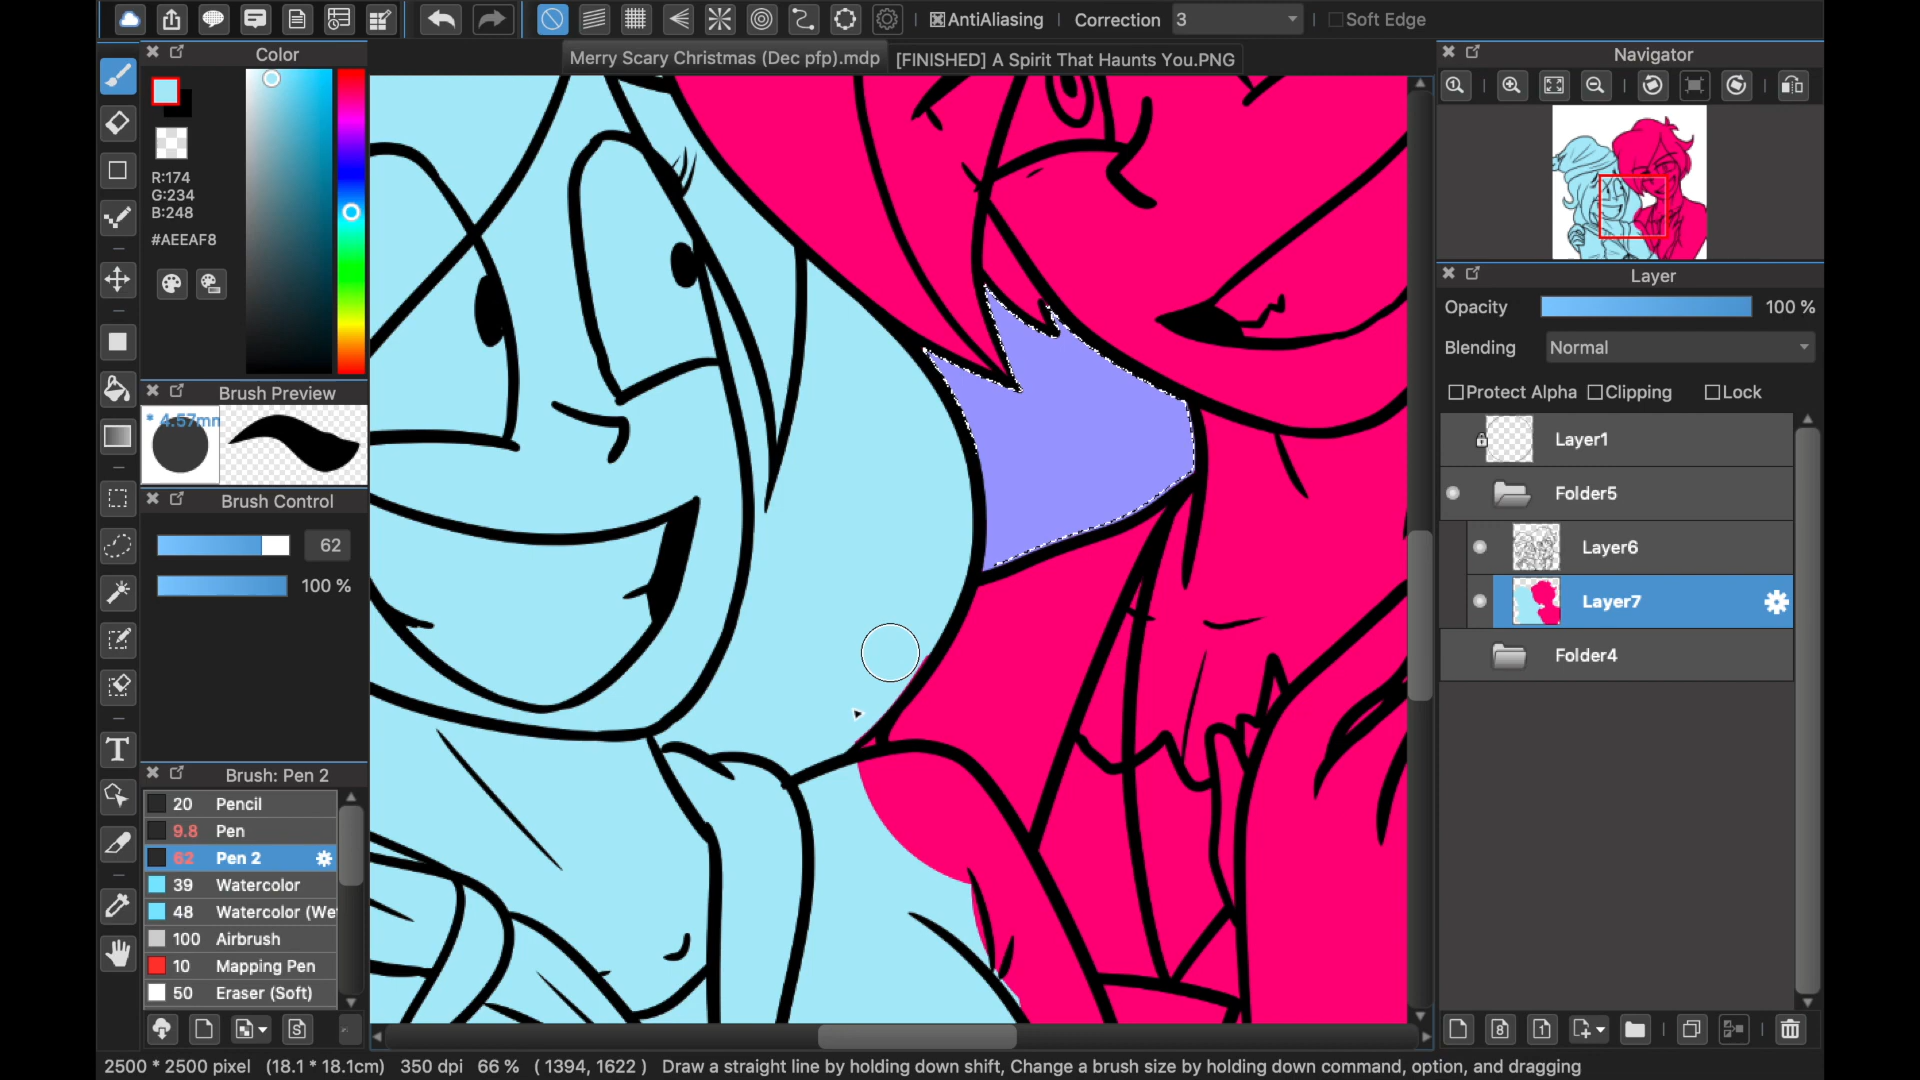 AntiAliasing
Correction
3
Soft Edge
Merry Scary Christmas (Dec pfp).mdp
[FINISHED] A Spirit That Haunts You.PNG
Color
R:174
G:234
B:248
#AEEAF8
Brush Preview
* 4.57mn
Brush Control
62
100 %
Brush: Pen 2
20 Pencil
9.8 Pen
62 Pen 2
39 Watercolor
48 Watercolor (We
100 Airbrush
10 Mapping Pen
50 Eraser (Soft)
Navigator
Layer
Opacity 100 %
Blending Normal
Protect Alpha Clipping Lock
Layer1
Folder5
Layer6
Layer7
Folder4
2500 * 2500 pixel (18.1 * 18.1cm) 350 dpi 66 % ( 1394, 1622 ) Draw a straight line by holding down shift, Change a brush size by holding down command, option, and dragging